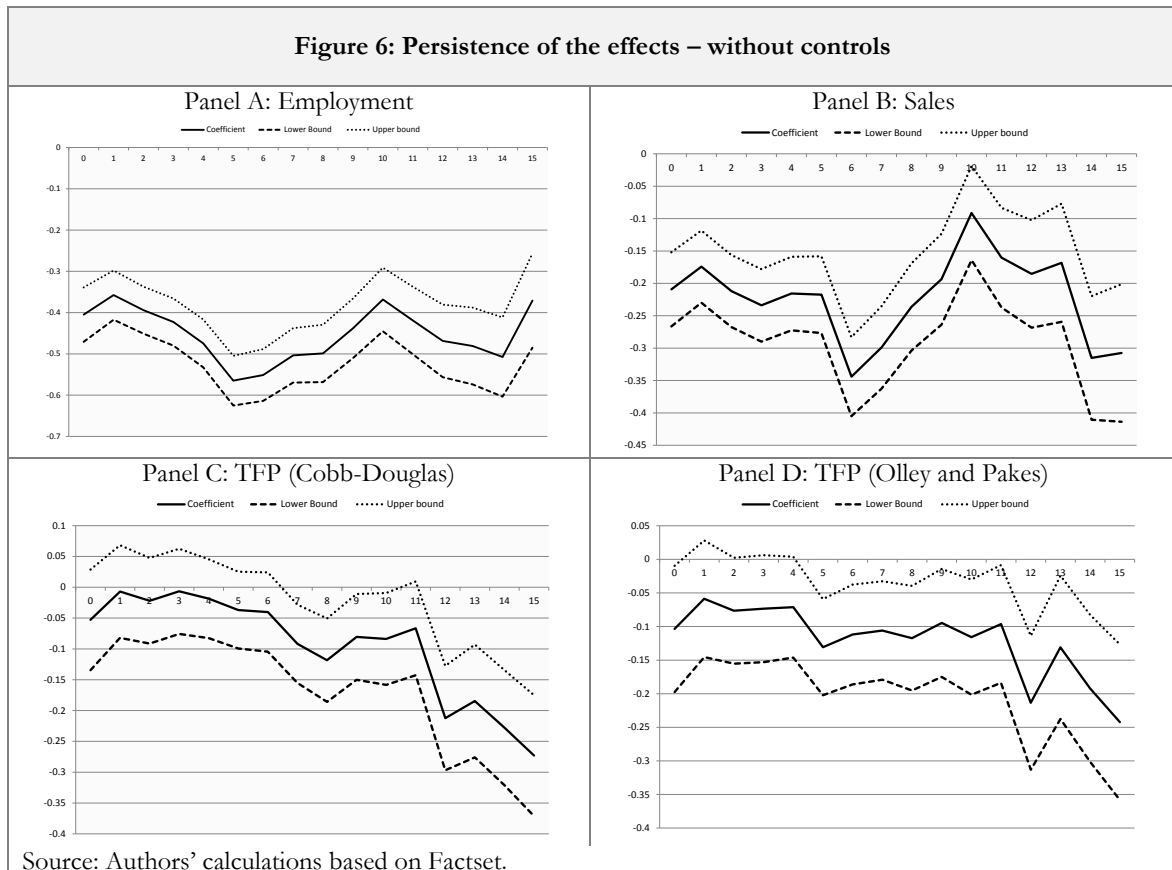 Figure 6: Persistence of the effects – without controls
Panel A: Employment
Coefficient Lower Bound Upper bound
0
-0.1
-0.2
-0.3
-0.4
-0.5
-0.6
-0.7
0 1 2 3 4 5 6 7 8 9 10 11 12 13 14 15
Panel B: Sales
Coefficient Lower Bound Upper bound
0
-0.05
-0.1
-0.15
-0.2
-0.25
-0.3
-0.35
-0.4
-0.45
0 1 2 3 4 5 6 7 8 9 10 11 12 13 14 15
Panel C: TFP (Cobb-Douglas)
Coefficient Lower Bound Upper bound
0.1
0.05
0
-0.05
-0.1
-0.15
-0.2
-0.25
-0.3
-0.35
-0.4
0 1 2 3 4 5 6 7 8 9 10 11 12 13 14 15
Panel D: TFP (Olley and Pakes)
Coefficient Lower Bound Upper bound
0.05
0
-0.05
-0.1
-0.15
-0.2
-0.25
-0.3
-0.35
-0.4
0 1 2 3 4 5 6 7 8 9 10 11 12 13 14 15
Source: Authors’ calculations based on Factset.